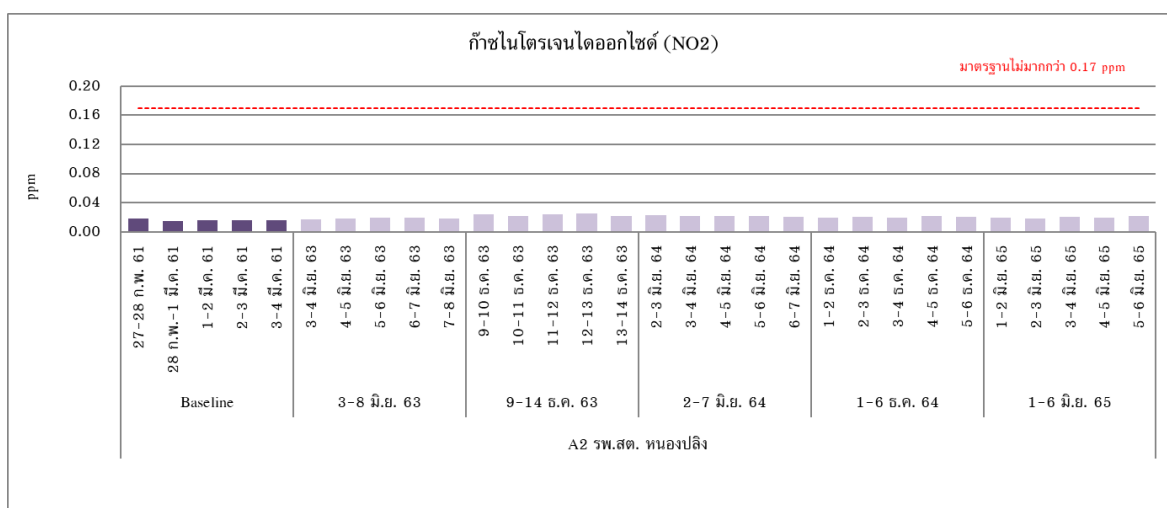 ก๊าซไนโตรเจนไดออกไซด์ (NO2)
มาตรฐานไม่มากกว่า 0.17 ppm
0.20
0.16
0.12
0.08
0.04
0.00
ppm
27-28 ก.พ. 61
28 ก.พ.-1 มี.ค. 61
1-2 มี.ค. 61
2-3 มี.ค. 61
3-4 มี.ค. 61
3-4 มิ.ย. 63
4-5 มิ.ย. 63
5-6 มิ.ย. 63
6-7 มิ.ย. 63
7-8 มิ.ย. 63
9-10 ธ.ค. 63
10-11 ธ.ค. 63
11-12 ธ.ค. 63
12-13 ธ.ค. 63
13-14 ธ.ค. 63
2-3 มิ.ย. 64
3-4 มิ.ย. 64
4-5 มิ.ย. 64
5-6 มิ.ย. 64
6-7 มิ.ย. 64
1-2 ธ.ค. 64
2-3 ธ.ค. 64
3-4 ธ.ค. 64
4-5 ธ.ค. 64
5-6 ธ.ค. 64
1-2 มิ.ย. 65
2-3 มิ.ย. 65
3-4 มิ.ย. 65
4-5 มิ.ย. 65
5-6 มิ.ย. 65
Baseline
3-8 มิ.ย. 63
9-14 ธ.ค. 63
2-7 มิ.ย. 64
1-6 ธ.ค. 64
1-6 มิ.ย. 65
A2 รพ.สต. หนองปลิง